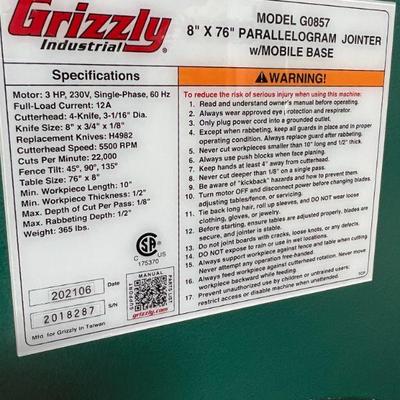 Grizzly
Industrial
MODEL G0857
8" X 76" PARALLELOGRAM JOINTER
w/MOBILE BASE
Specifications
Motor: 3 HP, 230V, Single-Phase, 60 Hz
Full-Load Current: 12A
Cutterhead: 4-Knife, 3-1/16" Dia.
Knife Size: 8" x 3/4" x 1/8"
Replacement Knives: H4982
Cutterhead Speed: 5500 RPM
Cuts Per Minute: 22,000
Fence Tilt: 45°, 90°, 135°
Table Size: 76" x 8"
Min. Workpiece Length: 10"
Min. Workpiece Thickness: 1/2"
Max. Depth of Cut Per Pass: 1/8"
Max. Rabbeting Depth: 1/2"
Weight: 365 lbs.
WARNING!
To reduce the risk of serious injury when using this machine:
1. Read and understand owner's manual before operating.
2. Always wear approved eye protection and respirator.
3. Only plug power cord into a grounded outlet.
4. Except when rabbeting, keep all guards in place and in proper
operating condition. Always replace guard after rabbeting.
5. Never cut workpieces smaller than 10" long and 1/2" thick.
6. Always use push blocks when face planing.
7. Keep hands at least 4" away from cutterhead.
8. Never cut deeper than 1/8" on a single pass.
9. Be aware of "kickback" hazards and how to prevent them.
10. Turn motor OFF and disconnect power before changing blades,
adjusting tables/fence, or servicing.
11. Tie back long hair, roll up sleeves, and DO NOT wear loose
clothing, gloves, or jewelry.
12. Before starting, ensure tables are adjusted properly, blades are
secure, and jointer is stable.
13. Do not joint boards with cracks, loose knots, or any defects.
DO NOT expose to rain or use in wet locations.
14. Always support workpiece against fence and table when cutting.
Never attempt any operation free-handed.
15. Always feed workpiece against cutterhead rotation. Never move
workpiece backward while feeding.
16. Prevent use by children or untrained users;
17. Prevent unauthorized use by
restrict access or disable machine when unattended.
C US
175370
MANUAL
SUPPORT
PARTS LIST
grizzly.com
202106
Date
2018287
S/N
Mfg for Grizzly in Taiwan